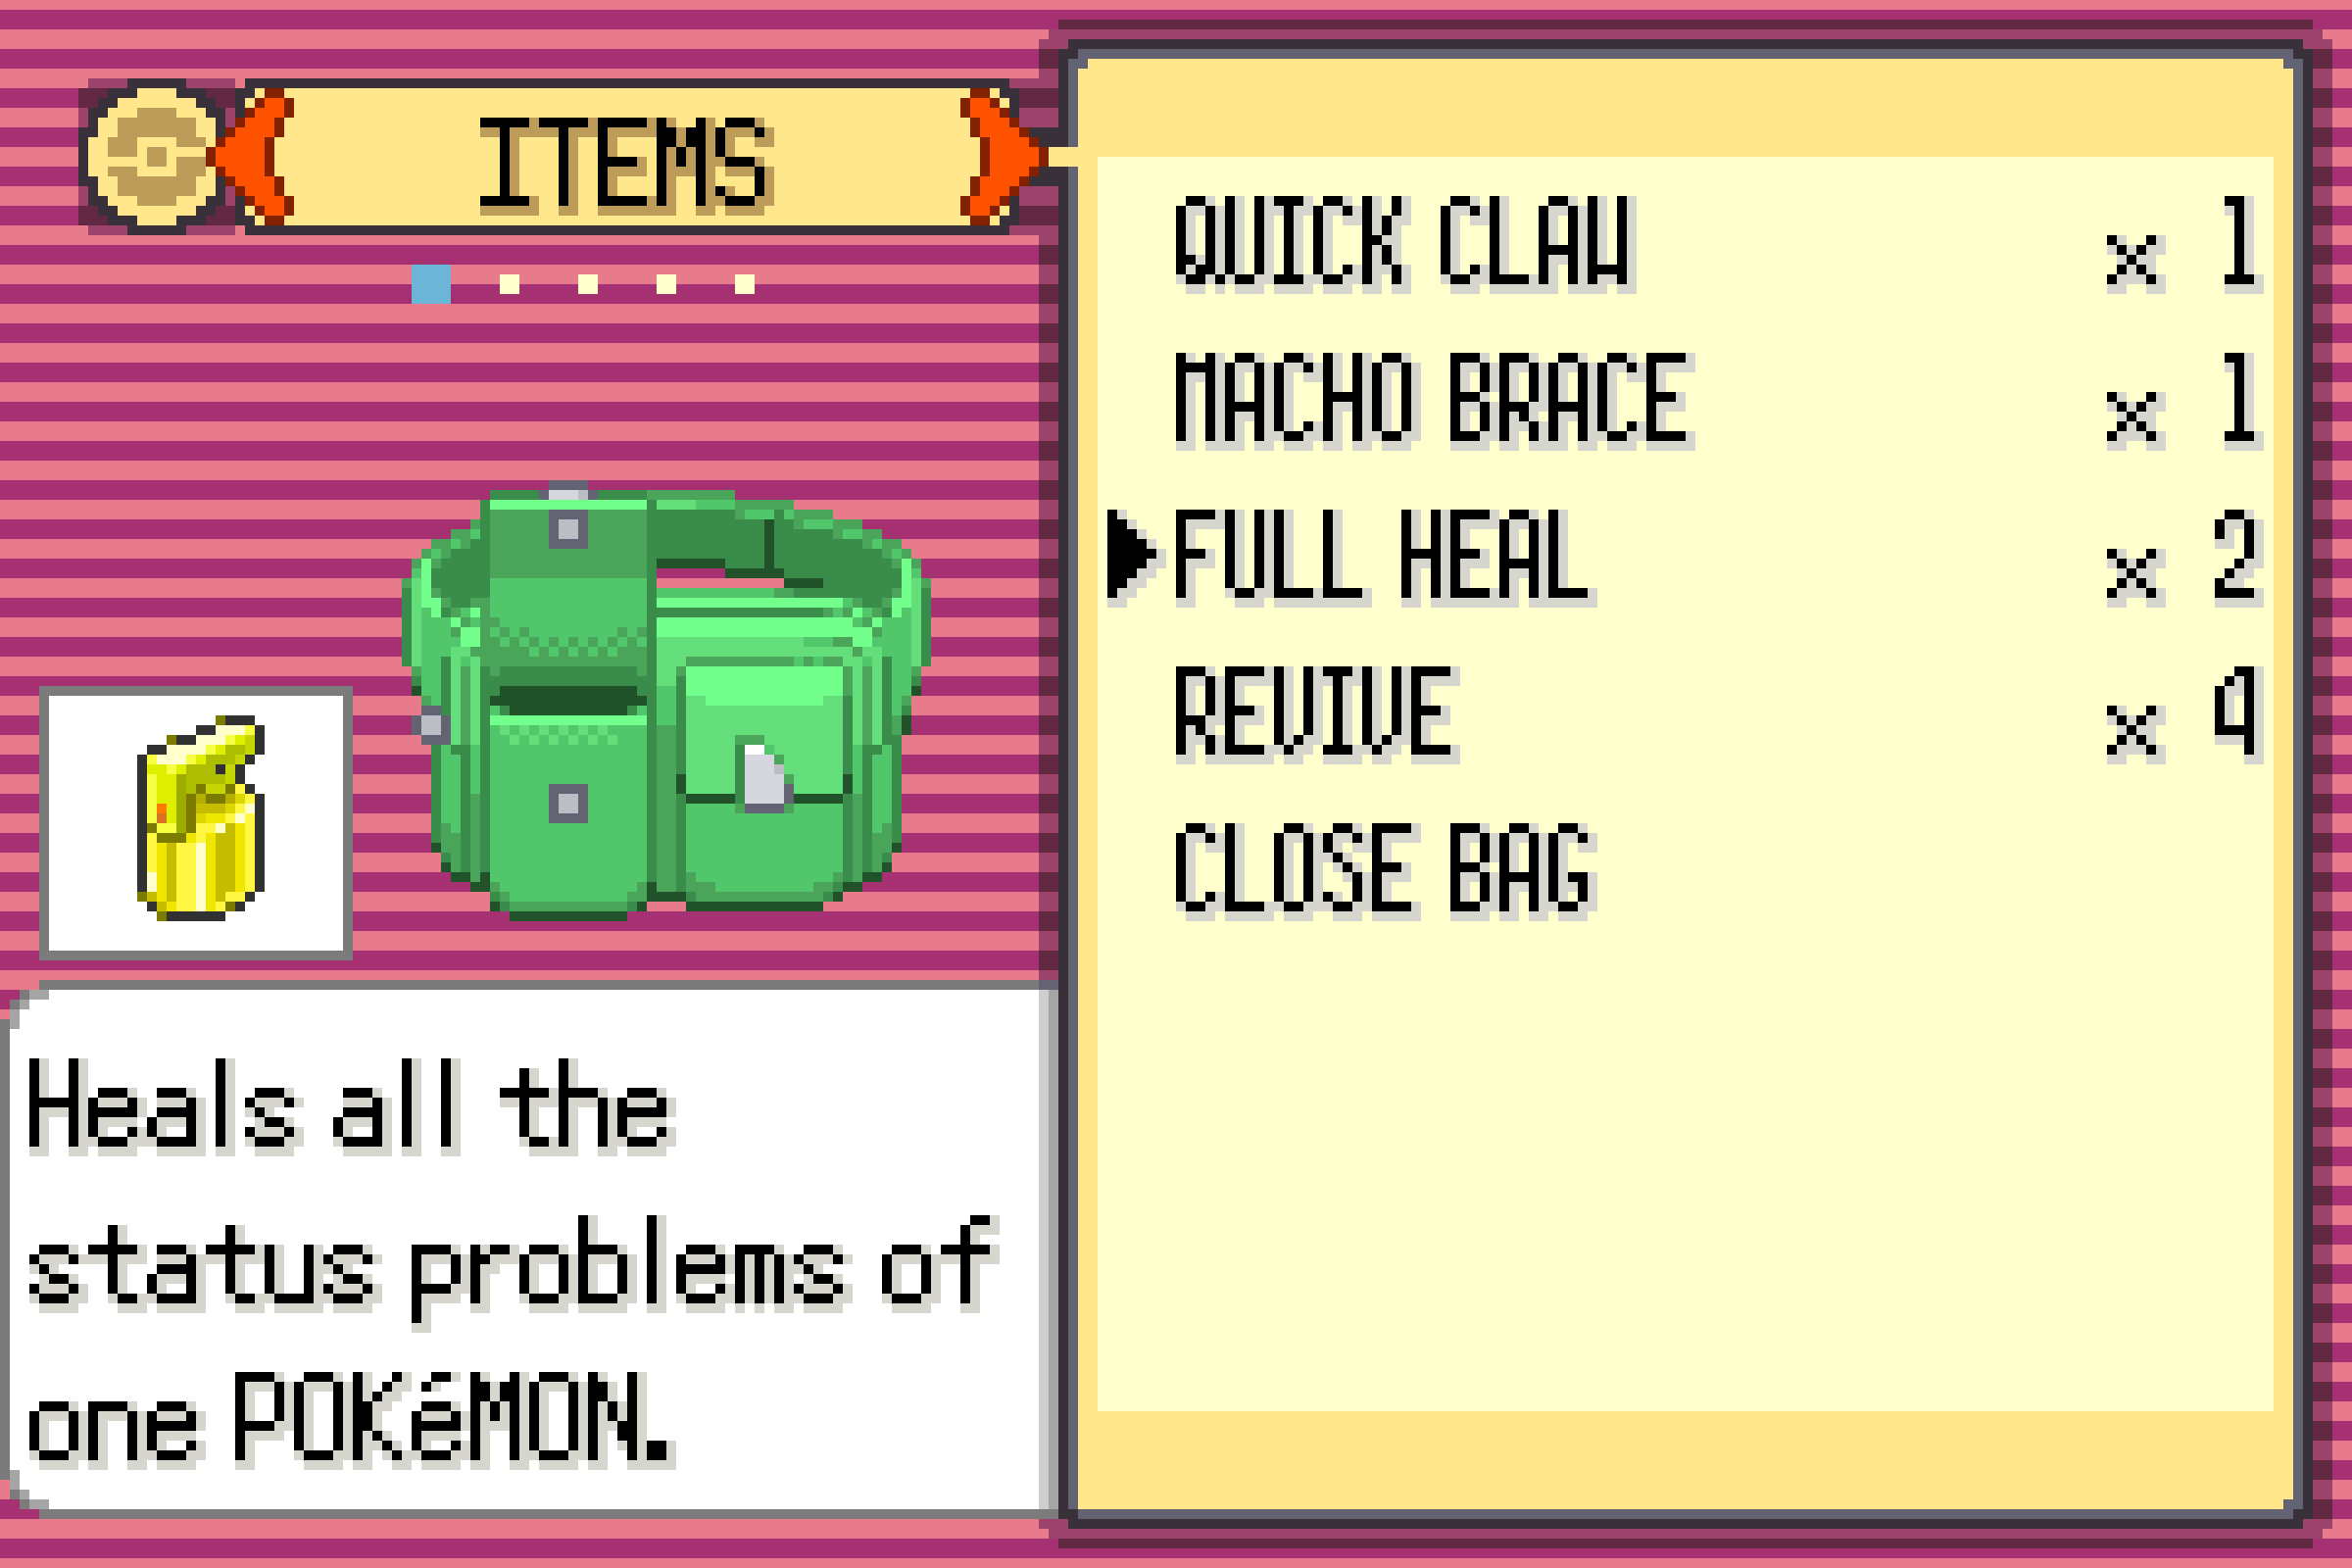 ITEMS
QUICK CLAW × 1
MACHO BRACE × 1
FULL HEAL × 2
REVIVE × 4
CLOSE BAG
Heals all the
status problems of
one POKéMON.